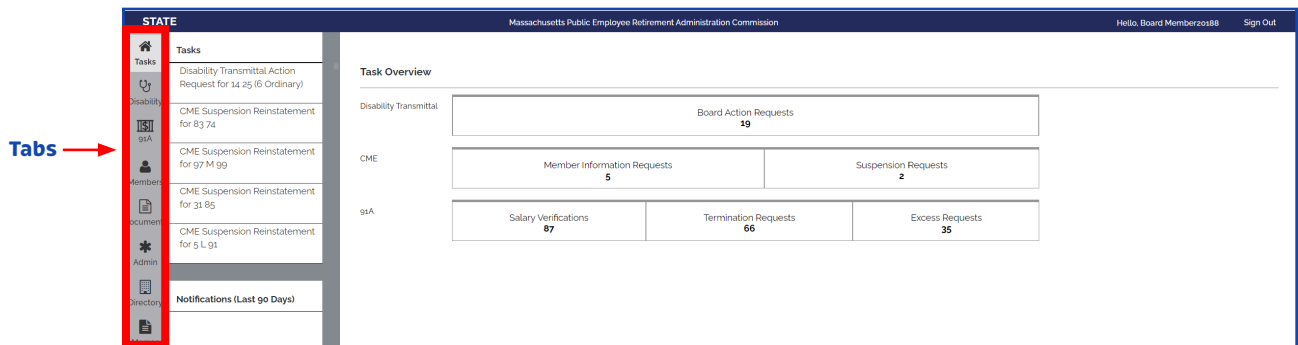 STATE
Massachusetts Public Employee Retirement Administration Commission
Hello, Board Member20188
Sign Out
Tabs
Tasks
Disability
91A
Members
Document
Admin
Directory
Tasks
Disability Transmittal Action
Request for 14 25 (6 Ordinary)
CME Suspension Reinstatement
for 83 74
CME Suspension Reinstatement
for 97 M 99
CME Suspension Reinstatement
for 31 85
CME Suspension Reinstatement
for 5 L 91
Notifications (Last 90 Days)
Task Overview
Disability Transmittal
Board Action Requests
19
CME
Member Information Requests
5
Suspension Requests
2
91A
Salary Verifications
87
Termination Requests
66
Excess Requests
35